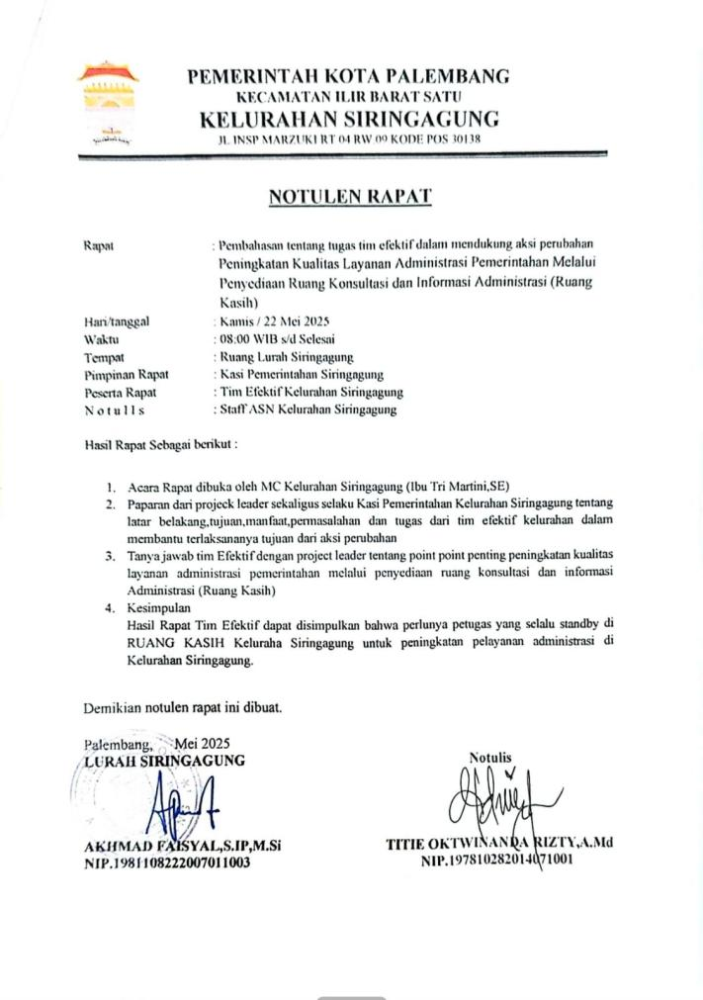 PEMERINTAH KOTA PALEMBANG
KECAMATAN ILIR BARAT SATU
KELURAHAN SIRINGAGUNG
JL. INSP MARZUKI RT 04 RW 09 KODE POS 30138
NOTULEN RAPAT
Rapat : Pembahasan tentang tugas tim efektif dalam mendukung aksi perubahan
Peningkatan Kualitas Layanan Administrasi Pemerintahan Melalui
Penyediaan Ruang Konsultasi dan Informasi Administrasi (Ruang
Kasih)
Hari/tanggal : Kamis / 22 Mei 2025
Waktu : 08:00 WIB s/d Selesai
Tempat : Ruang Lurah Siringagung
Pimpinan Rapat : Kasi Pemerintahan Siringagung
Peserta Rapat : Tim Efektif Kelurahan Siringagung
N o t u l I s : Staff ASN Kelurahan Siringagung
Hasil Rapat Sebagai berikut :
1. Acara Rapat dibuka oleh MC Kelurahan Siringagung (Ibu Tri Martini,SE)
2. Paparan dari projeck leader sekaligus selaku Kasi Pemerintahan Kelurahan Siringagung tentang
latar belakang,tujuan,manfaat,permasalahan dan tugas dari tim efektif kelurahan dalam
membantu terlaksananya tujuan dari aksi perubahan
3. Tanya jawab tim Efektif dengan project leader tentang point point penting peningkatan kualitas
layanan administrasi pemerintahan melalui penyediaan ruang konsultasi dan informasi
Administrasi (Ruang Kasih)
4. Kesimpulan
Hasil Rapat Tim Efektif dapat disimpulkan bahwa perlunya petugas yang selalu standby di
RUANG KASIH Keluraha Siringagung untuk peningkatan pelayanan administrasi di
Kelurahan Siringagung.
Demikian notulen rapat ini dibuat.
Palembang, Mei 2025
LURAH SIRINGAGUNG
AKHMAD FAISYAL,S.IP,M.Si
NIP.198110822007011003
Notulis
TITIE OKTWINANDA RIZTY,A.Md
NIP.197810282014071001